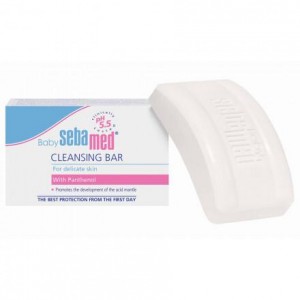 pH
5.5
Baby sebamed®
CLEANSING BAR
For delicate skin
With Panthenol
• Promotes the development of the acid mantle
THE BEST PROTECTION FROM THE FIRST DAY
sebamed